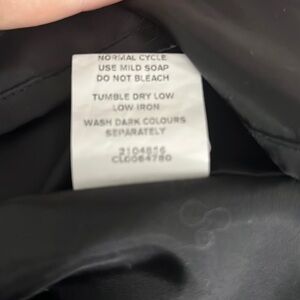 NORMAL CYCLE
USE MILD SOAP
DO NOT BLEACH
TUMBLE DRY LOW
LOW IRON
WASH DARK COLOURS
SEPARATELY
2104856
CL0064780